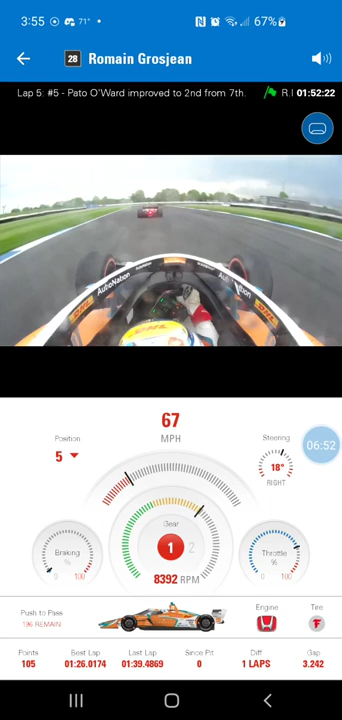 3:55 71° 67%
28 Romain Grosjean
Lap 5: #5 - Pato O'Ward improved to 2nd from 7th. R.I 01:52:22
AutoNation
DHL
DHL
DHL
67
MPH
Position
5
Steering
18°
RIGHT
06:52
Gear
1 2
8392 RPM
Braking
%
0 100
Throttle
%
0 100
Push to Pass
136 REMAIN
Engine
Tire
F
Points Best Lap Last Lap Since Pit Diff Gap
105 01:26.0174 01:39.4869 0 1 LAPS 3.242